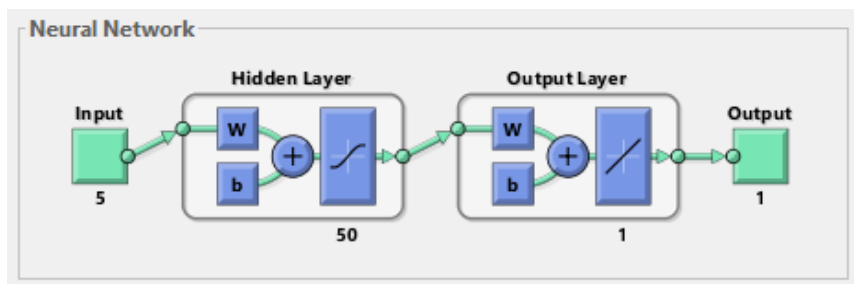 Neural Network
Hidden Layer
Output Layer
Input
Output
W
W
b
b
5
50
1
1